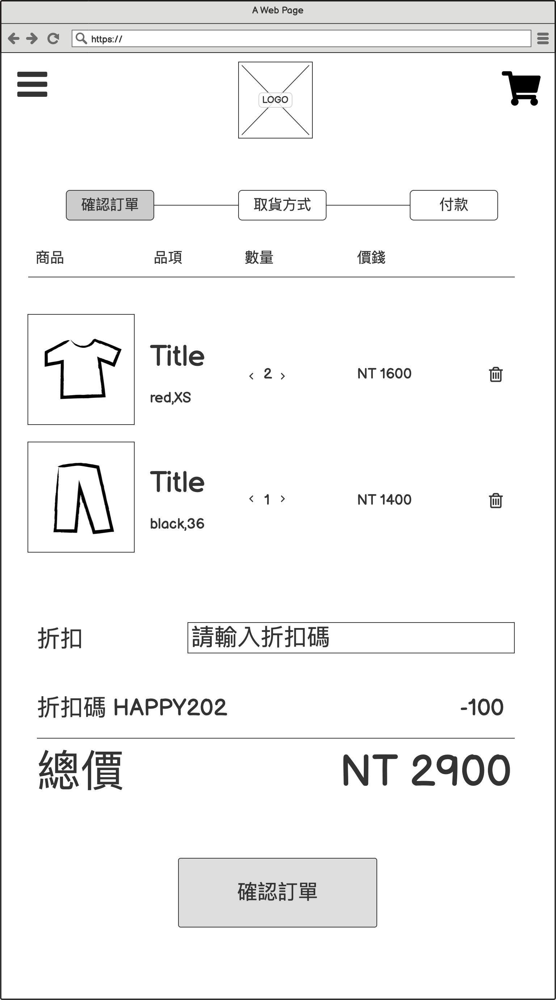 A Web Page
https://
LOGO
確認訂單 取貨方式 付款
商品 品項 數量 價錢
Title
2 NT 1600
red,XS
Title
1 NT 1400
black,36
折扣 請輸入折扣碼
折扣碼 HAPPY202 -100
總價 NT 2900
確認訂單